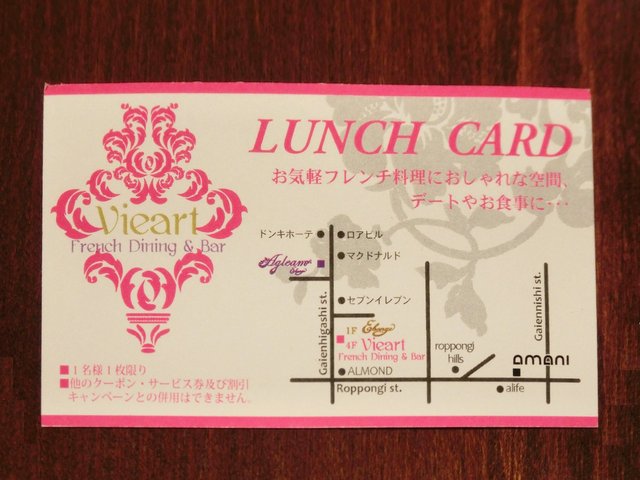 LUNCH CARD
お気軽フレンチ料理におしゃれな空間、
デートやお食事に・・・
Vieart
French Dining & Bar
ドンキホーテ
ロアビル
マクドナルド
セブンイレブン
Gaienhigashi st.
1F
4F Vieart
French Dining & Bar
ALMOND
Roppongi st.
roppongi
hills
Gaiennishi st.
amani
alife
■1名様1枚限り
■他のクーポン・サービス券及び割引
キャンペーンとの併用はできません。